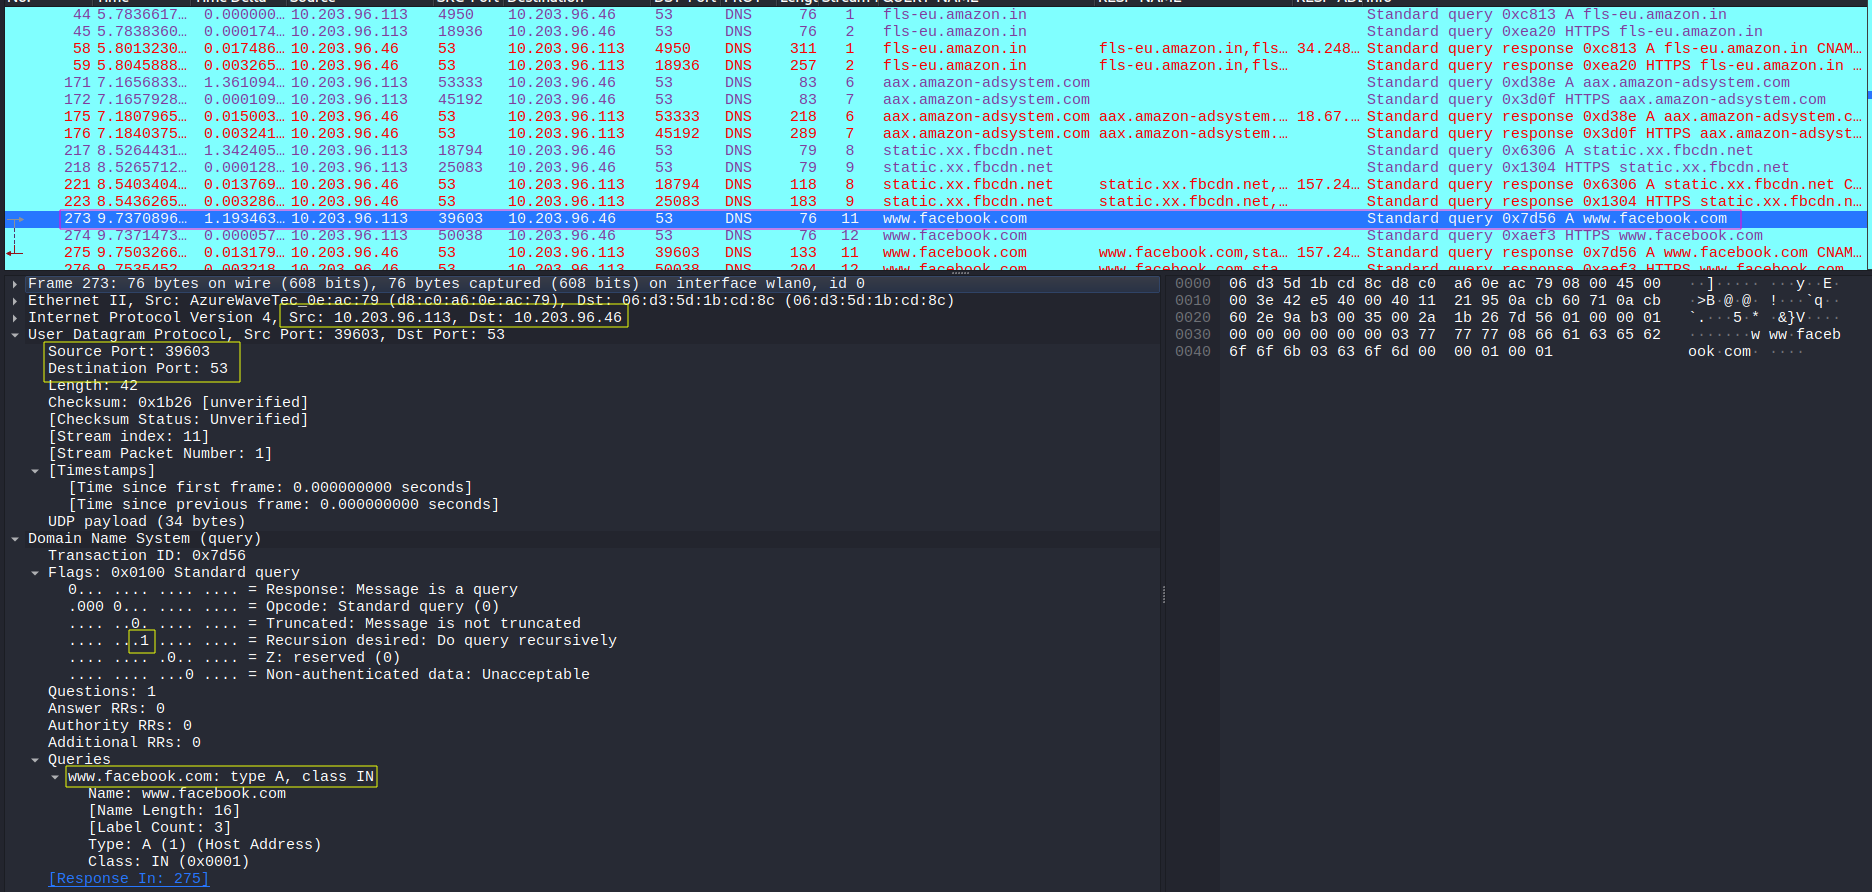 44 5.7836617… 0.000000… 10.203.96.113 4950 10.203.96.46 53 DNS 76 1 fls-eu.amazon.in Standard query 0xc813 A fls-eu.amazon.in
45 5.7838360… 0.000174… 10.203.96.113 18936 10.203.96.46 53 DNS 76 2 fls-eu.amazon.in Standard query 0xea20 HTTPS fls-eu.amazon.in
58 5.8013230… 0.017486… 10.203.96.46 53 10.203.96.113 4950 DNS 311 1 fls-eu.amazon.in fls-eu.amazon.in,fls… 34.248… Standard query response 0xc813 A fls-eu.amazon.in CNAM…
59 5.8045888… 0.003265… 10.203.96.46 53 10.203.96.113 18936 DNS 257 2 fls-eu.amazon.in fls-eu.amazon.in,fls… Standard query response 0xea20 HTTPS fls-eu.amazon.in …
171 7.1656833… 1.361094… 10.203.96.113 53333 10.203.96.46 53 DNS 83 6 aax.amazon-adsystem.com Standard query 0xd38e A aax.amazon-adsystem.com
172 7.1657928… 0.000109… 10.203.96.113 45192 10.203.96.46 53 DNS 83 7 aax.amazon-adsystem.com Standard query 0x3d0f HTTPS aax.amazon-adsystem.com
175 7.1807965… 0.015003… 10.203.96.46 53 10.203.96.113 53333 DNS 218 6 aax.amazon-adsystem.com aax.amazon-adsystem.… 18.67.… Standard query response 0xd38e A aax.amazon-adsystem.c…
176 7.1840375… 0.003241… 10.203.96.46 53 10.203.96.113 45192 DNS 289 7 aax.amazon-adsystem.com aax.amazon-adsystem.… Standard query response 0x3d0f HTTPS aax.amazon-adsyst…
217 8.5264431… 1.342405… 10.203.96.113 18794 10.203.96.46 53 DNS 79 8 static.xx.fbcdn.net Standard query 0x6306 A static.xx.fbcdn.net
218 8.5265712… 0.000128… 10.203.96.113 25083 10.203.96.46 53 DNS 79 9 static.xx.fbcdn.net Standard query 0x1304 HTTPS static.xx.fbcdn.net
221 8.5403404… 0.013769… 10.203.96.46 53 10.203.96.113 18794 DNS 118 8 static.xx.fbcdn.net static.xx.fbcdn.net,… 157.24… Standard query response 0x6306 A static.xx.fbcdn.net C…
223 8.5436265… 0.003286… 10.203.96.46 53 10.203.96.113 25083 DNS 183 9 static.xx.fbcdn.net static.xx.fbcdn.net,… Standard query response 0x1304 HTTPS static.xx.fbcdn.n…
273 9.7370896… 1.193463… 10.203.96.113 39603 10.203.96.46 53 DNS 76 11 www.facebook.com Standard query 0x7d56 A www.facebook.com
274 9.7371473… 0.000057… 10.203.96.113 50038 10.203.96.46 53 DNS 76 12 www.facebook.com Standard query 0xaef3 HTTPS www.facebook.com
275 9.7503266… 0.013179… 10.203.96.46 53 10.203.96.113 39603 DNS 133 11 www.facebook.com www.facebook.com,sta… 157.24… Standard query response 0x7d56 A www.facebook.com CNAM…
Frame 273: 76 bytes on wire (608 bits), 76 bytes captured (608 bits) on interface wlan0, id 0
Ethernet II, Src: AzureWaveTec_0e:ac:79 (d8:c0:a6:0e:ac:79), Dst: 06:d3:5d:1b:cd:8c (06:d3:5d:1b:cd:8c)
Internet Protocol Version 4, Src: 10.203.96.113, Dst: 10.203.96.46
User Datagram Protocol, Src Port: 39603, Dst Port: 53
Source Port: 39603
Destination Port: 53
Length: 42
Checksum: 0x1b26 [unverified]
[Checksum Status: Unverified]
[Stream index: 11]
[Stream Packet Number: 1]
[Timestamps]
[Time since first frame: 0.000000000 seconds]
[Time since previous frame: 0.000000000 seconds]
UDP payload (34 bytes)
Domain Name System (query)
Transaction ID: 0x7d56
Flags: 0x0100 Standard query
0... .... .... .... = Response: Message is a query
.000 0... .... .... = Opcode: Standard query (0)
.... ..0. .... .... = Truncated: Message is not truncated
.... ...1 .... .... = Recursion desired: Do query recursively
.... .... .0.. .... = Z: reserved (0)
.... .... ...0 .... = Non-authenticated data: Unacceptable
Questions: 1
Answer RRs: 0
Authority RRs: 0
Additional RRs: 0
Queries
www.facebook.com: type A, class IN
Name: www.facebook.com
[Name Length: 16]
[Label Count: 3]
Type: A (1) (Host Address)
Class: IN (0x0001)
[Response In: 275]
0000 06 d3 5d 1b cd 8c d8 c0 a6 0e ac 79 08 00 45 00 ··]····· ···y··E·
0010 00 3e 42 e5 40 00 40 11 21 95 0a cb 60 71 0a cb ·>B·@·@· !···`q··
0020 60 2e 9a b3 00 35 00 2a 1b 26 7d 56 01 00 00 01 `.···5·* ·&}V····
0030 00 00 00 00 00 00 03 77 77 77 08 66 61 63 65 62 ·······w ww·faceb
0040 6f 6f 6b 03 63 6f 6d 00 00 01 00 01 ook·com· ····